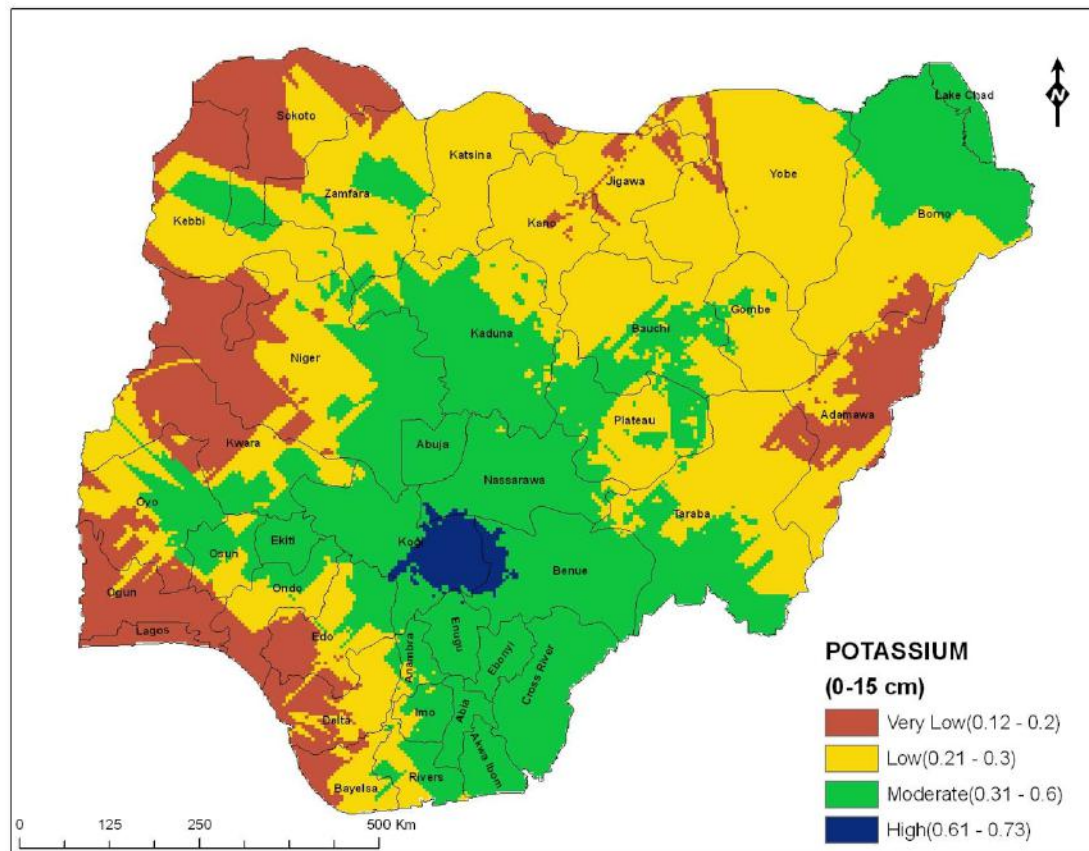 Lake Chad
N
Sokoto
Katsina
Jigawa
Yobe
Zamfara
Kano
Kebbi
Borno
Kaduna
Bauchi
Gombe
Niger
Adamawa
Plateau
Kwara
Abuja
Nassarawa
Oyo
Taraba
Osun
Ekiti
Kogi
Benue
Ogun
Ondo
Lagos
Edo
Anambra
Enugu
Ebonyi
Cross River
Delta
Imo
Abia
Akwa Ibom
Bayelsa
Rivers
POTASSIUM
(0-15 cm)
Very Low(0.12 - 0.2)
Low(0.21 - 0.3)
Moderate(0.31 - 0.6)
High(0.61 - 0.73)
0 125 250 500 Km